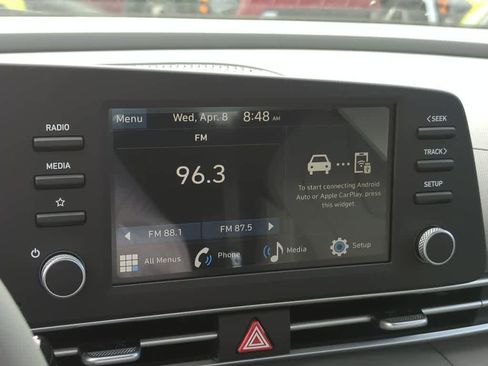 Menu Wed, Apr. 8 8:48 AM
RADIO
MEDIA
FM
96.3
FM 88.1 FM 87.5
To start connecting Android
Auto or Apple CarPlay, press
this widget.
All Menus Phone Media Setup
<SEEK
TRACK>
SETUP